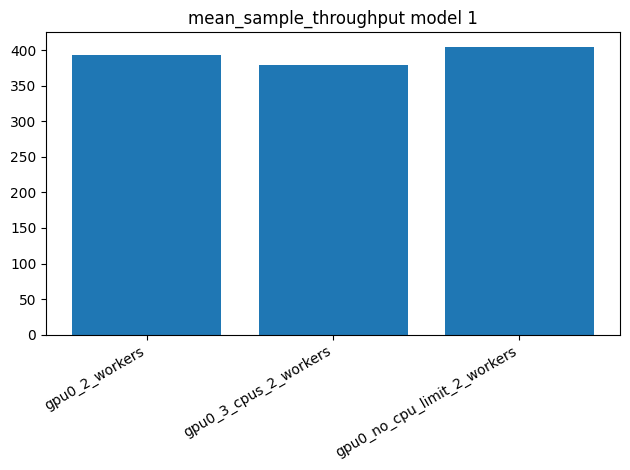 mean_sample_throughput model 1
400
350
300
250
200
150
100
50
0
gpu0_2_workers
gpu0_3_cpus_2_workers
gpu0_no_cpu_limit_2_workers